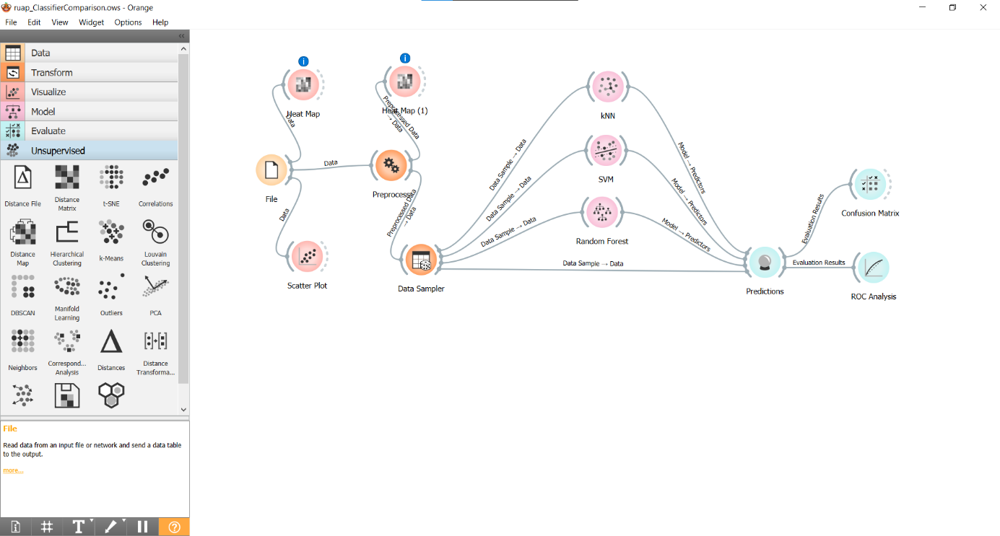 ruap_ClassifierComparison.ows - Orange
File Edit View Widget Options Help
Data
Transform
Visualize
Model
Evaluate
Unsupervised
Distance File
Distance
Matrix
t-SNE
Correlations
Distance
Map
Hierarchical
Clustering
k-Means
Louvain
Clustering
DBSCAN
Manifold
Learning
Outliers
PCA
Neighbors
Correspond...
Analysis
Distances
Distance
Transforma...
File
Read data from an input file or network and send a data table
to the output.
more...
Heat Map
Data
Heat Map (1)
Preprocessed Data
→ Data
File
Data
Preprocess
Data
Preprocessed Data
→ Data
Scatter Plot
Data Sampler
kNN
Data Sample → Data
Model → Predictors
SVM
Data Sample → Data
Model → Predictors
Random Forest
Data Sample → Data
Model → Predictors
Data Sample → Data
Predictions
Evaluation Results
Confusion Matrix
Evaluation Results
ROC Analysis